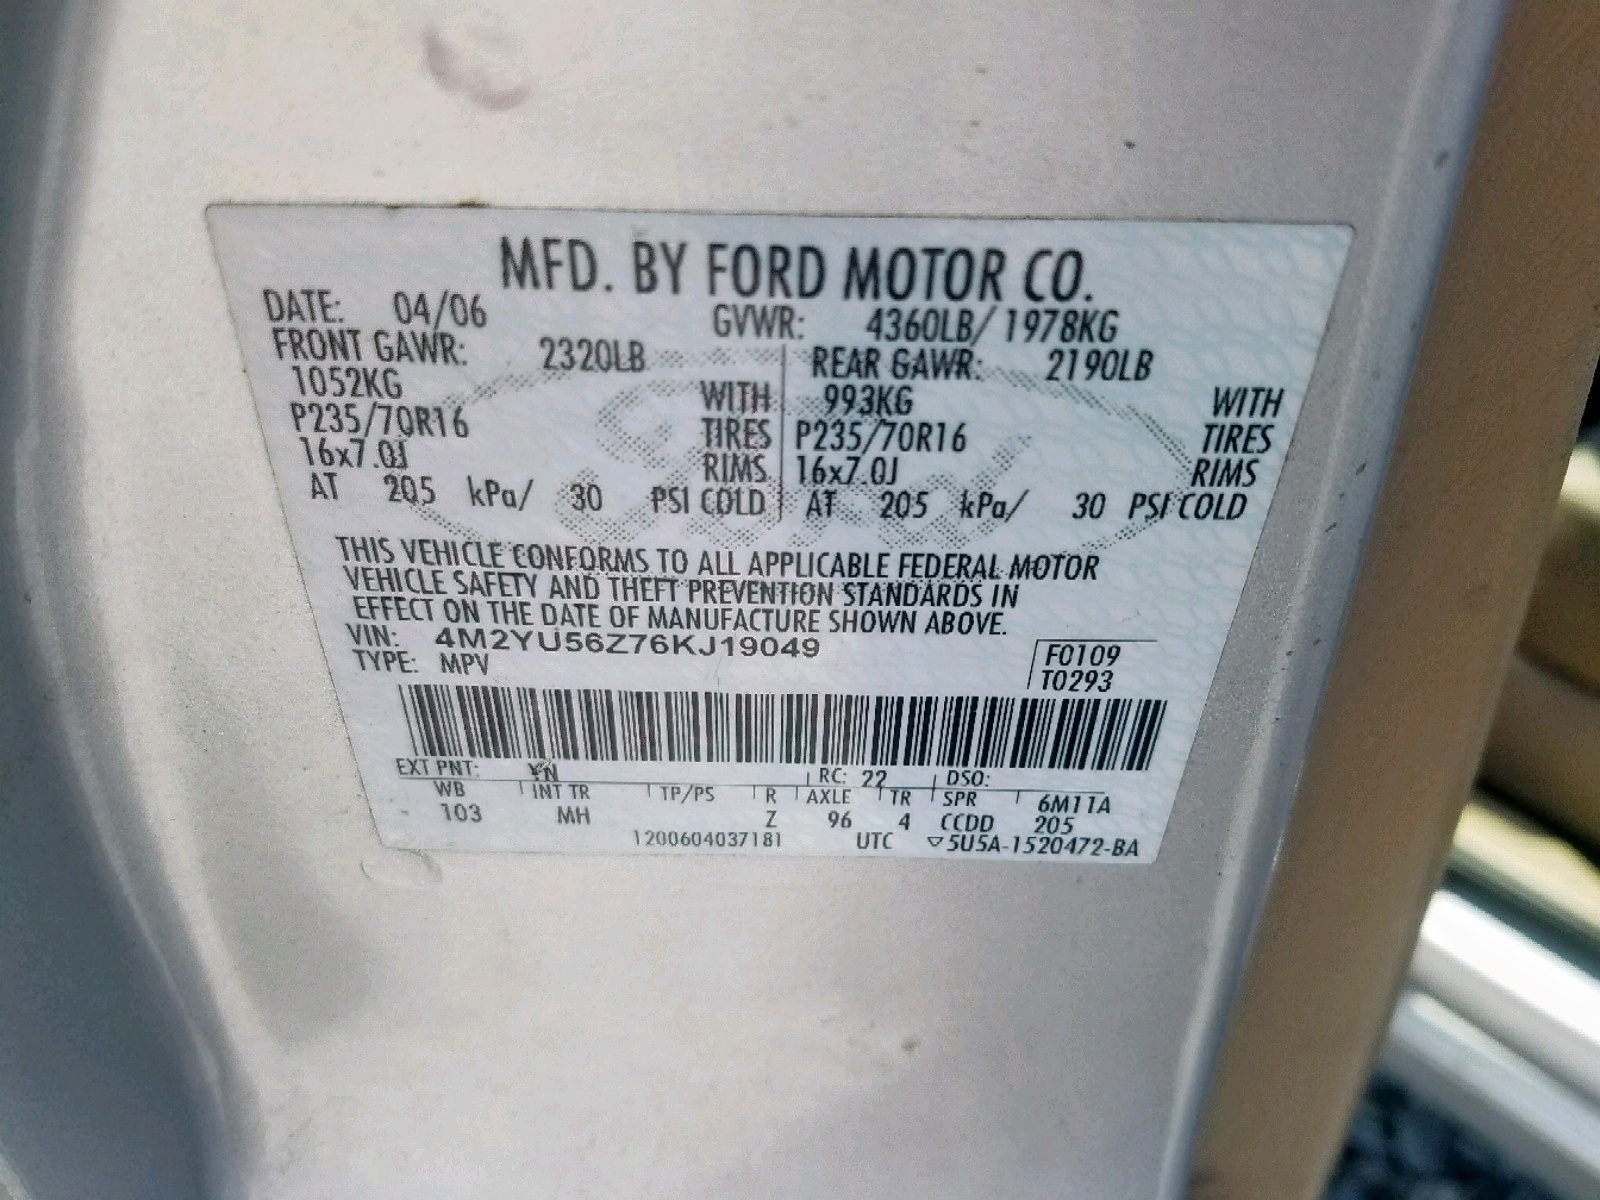 MFD. BY FORD MOTOR CO.
DATE: 04/06 GVWR: 4360LB/ 1978KG
FRONT GAWR: 2320LB REAR GAWR: 2190LB
1052KG WITH 993KG WITH
P235/70R16 TIRES P235/70R16 TIRES
16x7.0J RIMS 16x7.0J RIMS
AT 205 kPa/ 30 PSI COLD AT 205 kPa/ 30 PSI COLD
THIS VEHICLE CONFORMS TO ALL APPLICABLE FEDERAL MOTOR
VEHICLE SAFETY AND THEFT PREVENTION STANDARDS IN
EFFECT ON THE DATE OF MANUFACTURE SHOWN ABOVE.
VIN: 4M2YU56Z76KJ19049
TYPE: MPV
F0109
T0293
EXT PNT: YN RC: 22 DSO:
WB INT TR TP/PS R AXLE TR SPR 6M11A
103 MH Z 96 4 CCDD 205
1200604037181 UTC ▽5U5A-1520472-BA